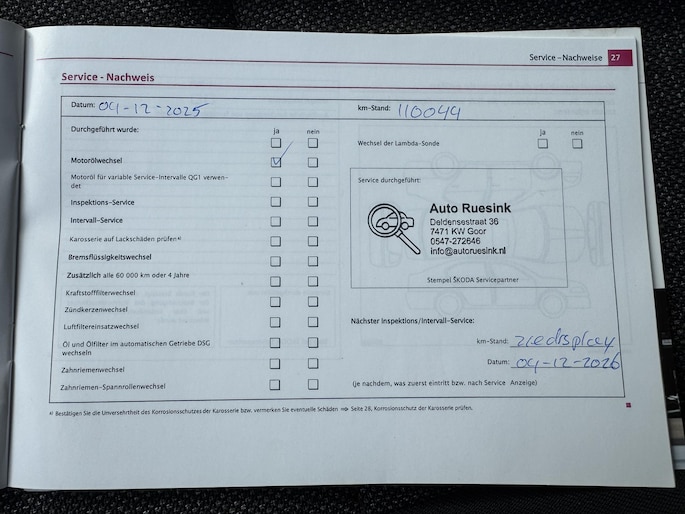 Service – Nachweise 27
Service - Nachweis
Datum: 04-12-2025
km-Stand: 110044
Durchgeführt wurde:
ja nein
Motorölwechsel
Motoröl für variable Service-Intervalle QG1 verwen-
det
Inspektions-Service
Intervall-Service
Karosserie auf Lackschäden prüfen a)
Bremsflüssigkeitswechsel
Zusätzlich alle 60 000 km oder 4 Jahre
Kraftstofffilterwechsel
Zündkerzenwechsel
Luftfiltereinsatzwechsel
Öl und Ölfilter im automatischen Getriebe DSG
wechseln
Zahnriemenwechsel
Zahnriemen-Spannrollenwechsel
ja nein
Wechsel der Lambda-Sonde
Service durchgeführt:
Auto Ruesink
Deldensestraat 36
7471 KW Goor
0547-272646
info@autoruesink.nl
Stempel ŠKODA Servicepartner
Nächster Inspektions/Intervall-Service:
km-Stand: ziedisplay
Datum: 04-12-2026
(je nachdem, was zuerst eintritt bzw. nach Service Anzeige)
a) Bestätigen Sie die Unversehrtheit des Korrosionsschutzes der Karosserie bzw. vermerken Sie eventuelle Schäden ⇒ Seite 28, Korrosionsschutz der Karosserie prüfen.